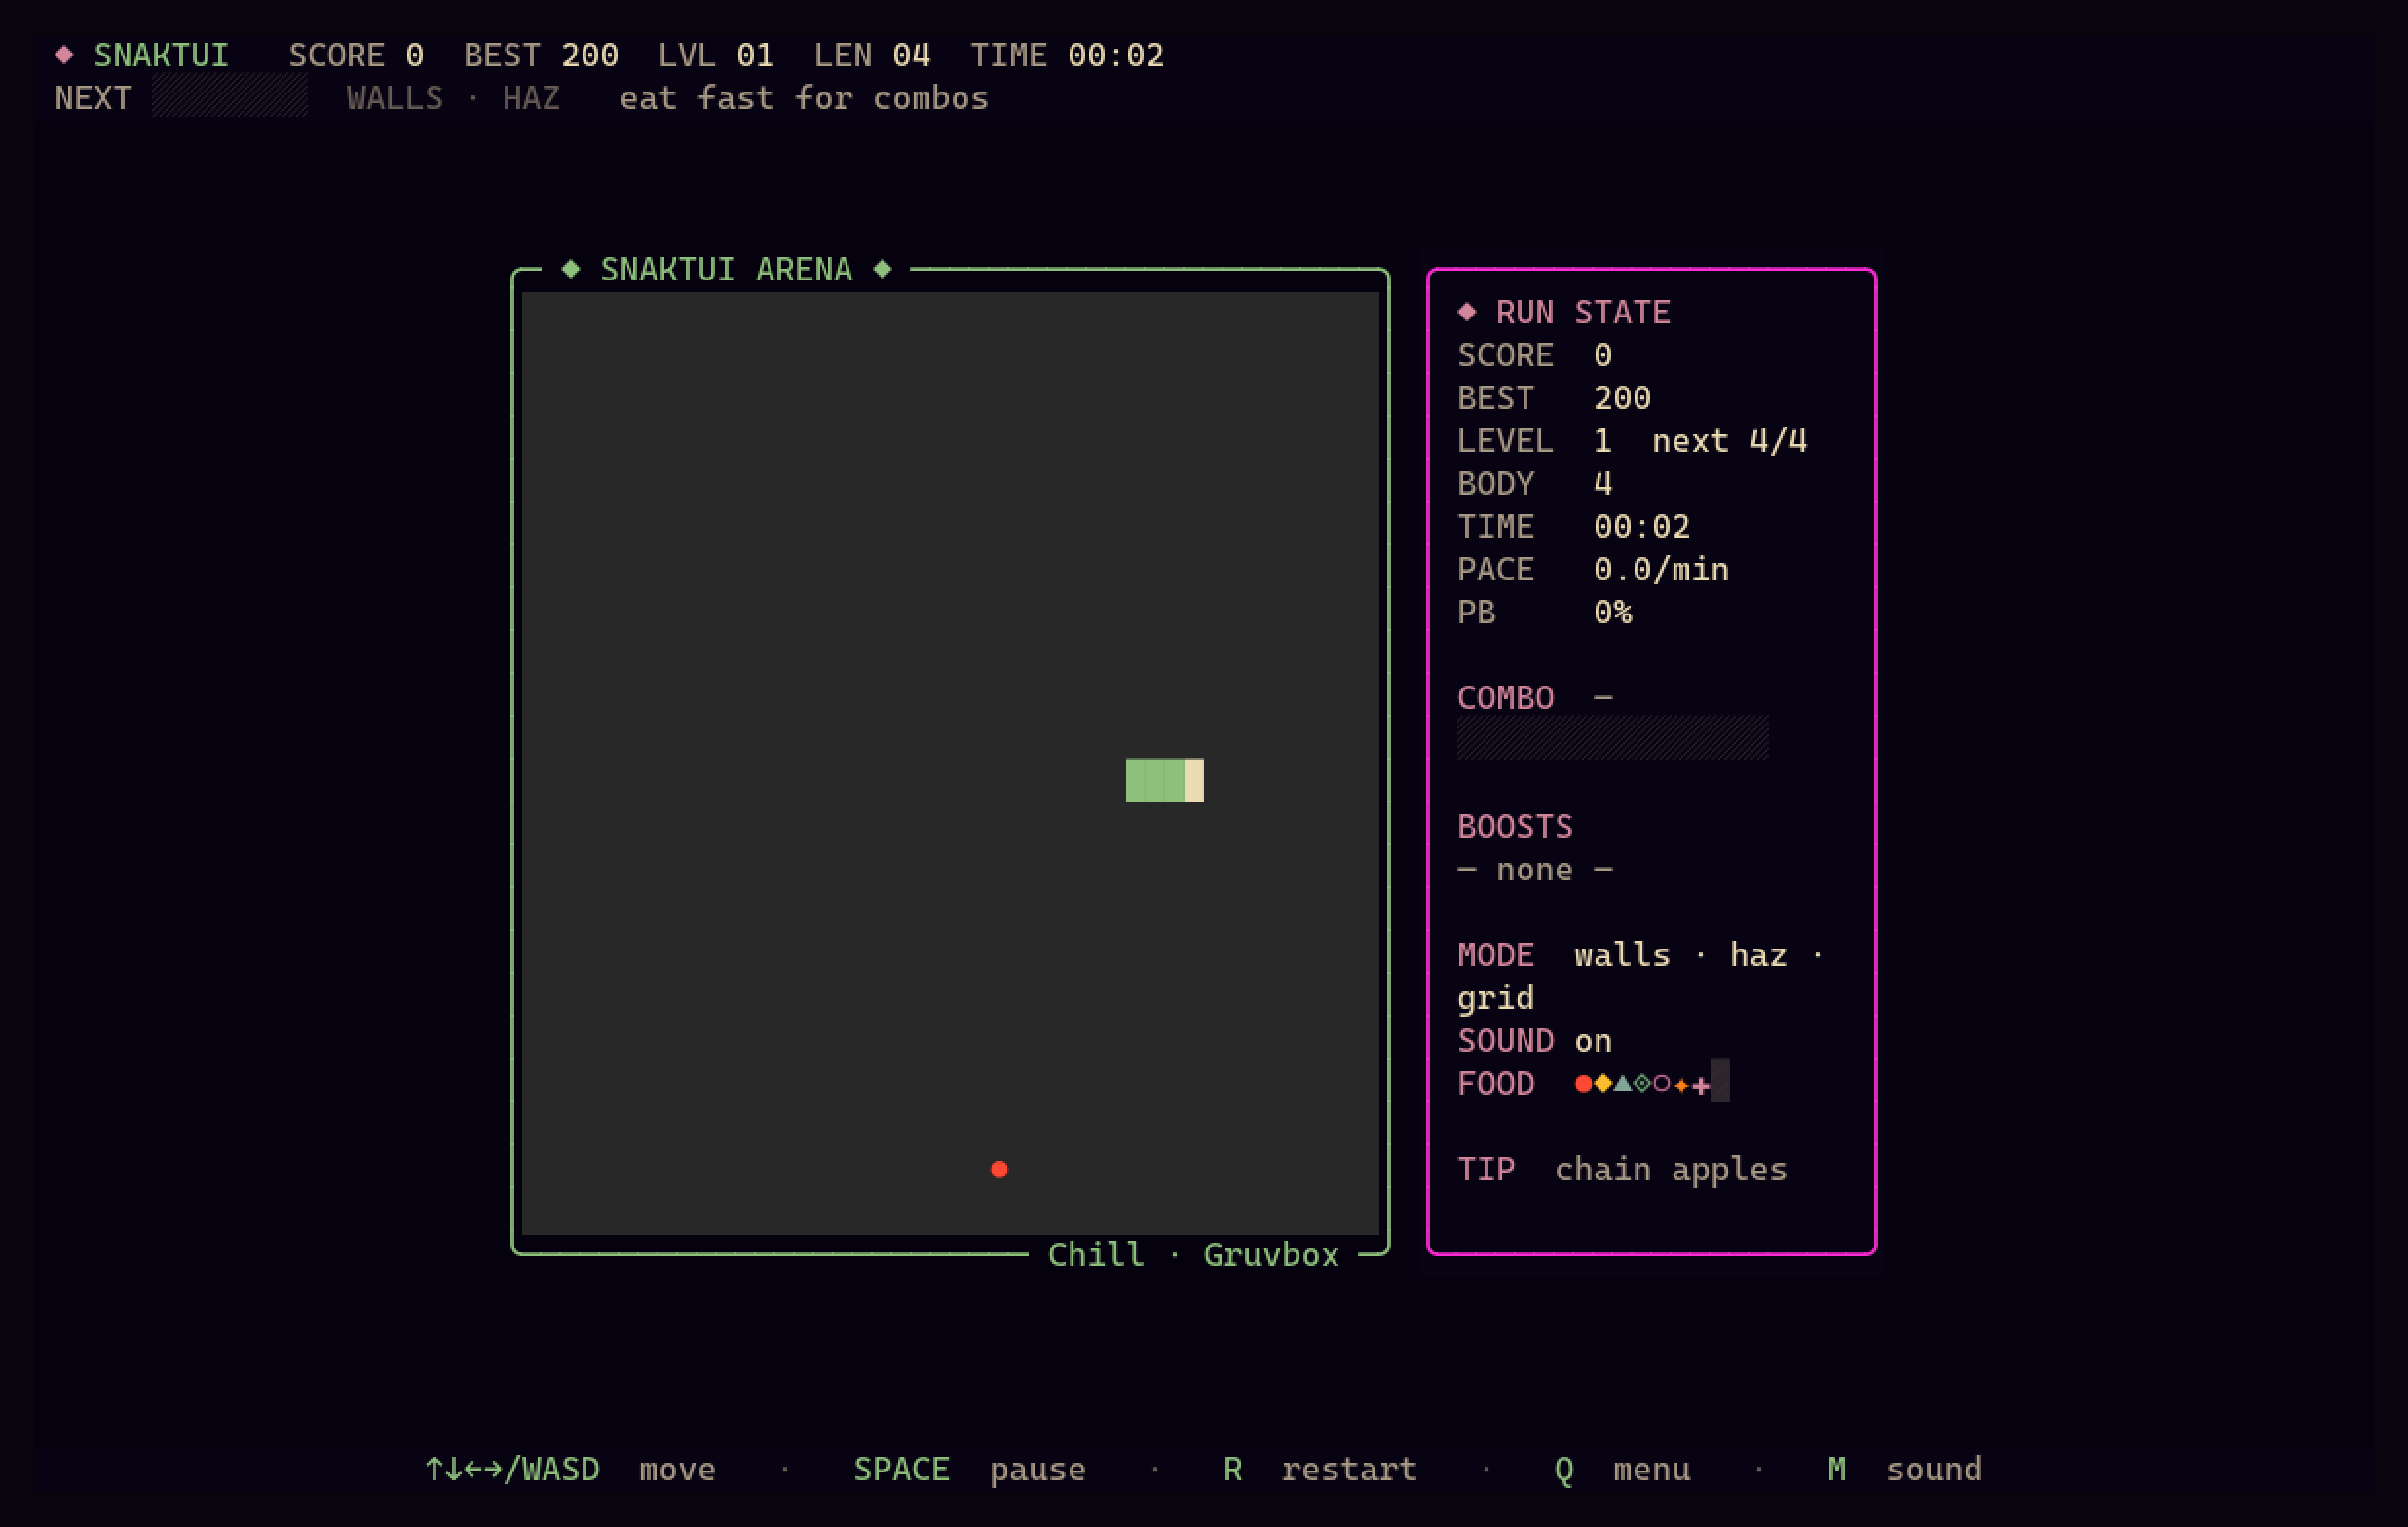 ◆ SNAKTUI   SCORE 0  BEST 200  LVL 01  LEN 04  TIME 00:02
NEXT   WALLS · HAZ   eat fast for combos
◆ SNAKTUI ARENA ◆
Chill · Gruvbox
◆ RUN STATE
SCORE  0
BEST   200
LEVEL  1  next 4/4
BODY   4
TIME   00:02
PACE   0.0/min
PB     0%
COMBO  —
BOOSTS
— none —
MODE  walls · haz ·
grid
SOUND on
FOOD  ●◆▲◈○✦+
TIP  chain apples
↑↓←→/WASD  move   ·   SPACE  pause   ·   R  restart   ·   Q  menu   ·   M  sound